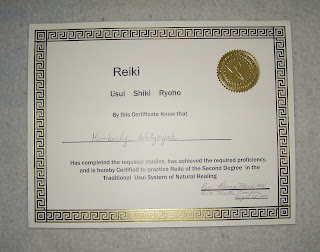 Reiki
Usui Shiki Ryoho
By this Certificate Know that
Kimberly
Has completed the required studies, has achieved the required proficiency,
and is hereby Certified to practice Reiki of the Second Degree in the
Traditional Usui System of Natural Healing